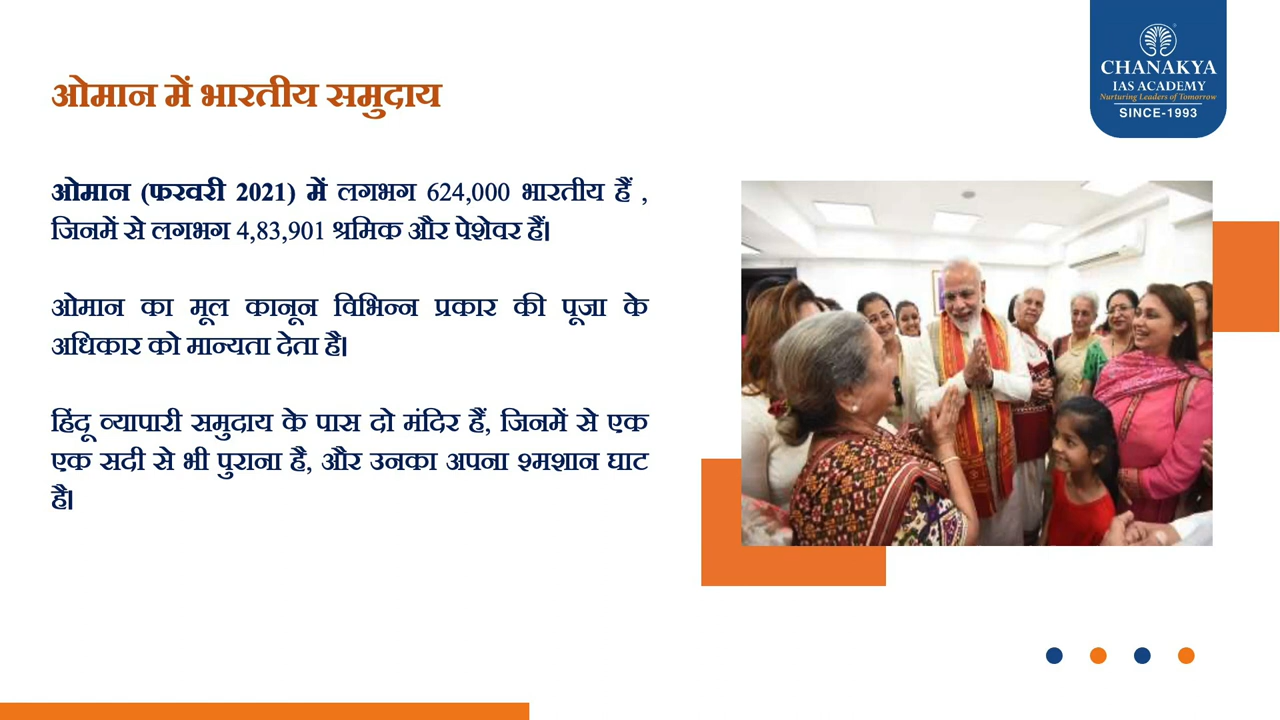 CHANAKYA
IAS ACADEMY
Nurturing Leaders of Tomorrow
SINCE-1993
ओमान में भारतीय समुदाय
ओमान (फरवरी 2021) में लगभग 624,000 भारतीय हैं ,
जिनमें से लगभग 4,83,901 श्रमिक और पेशेवर हैं।
ओमान का मूल कानून विभिन्न प्रकार की पूजा के
अधिकार को मान्यता देता है।
हिंदू व्यापारी समुदाय के पास दो मंदिर हैं, जिनमें से एक
एक सदी से भी पुराना है, और उनका अपना श्मशान घाट
है।